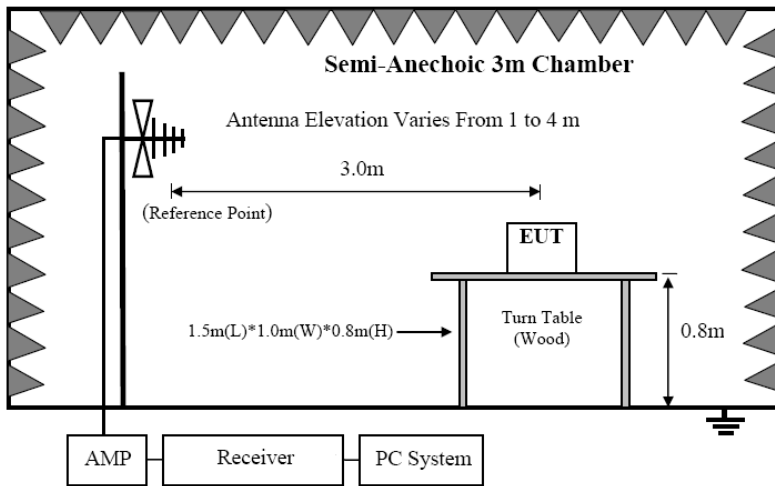 Semi-Anechoic 3m Chamber
Antenna Elevation Varies From 1 to 4 m
3.0m
(Reference Point)
EUT
1.5m(L)*1.0m(W)*0.8m(H)
Turn Table
(Wood)
0.8m
AMP
Receiver
PC System